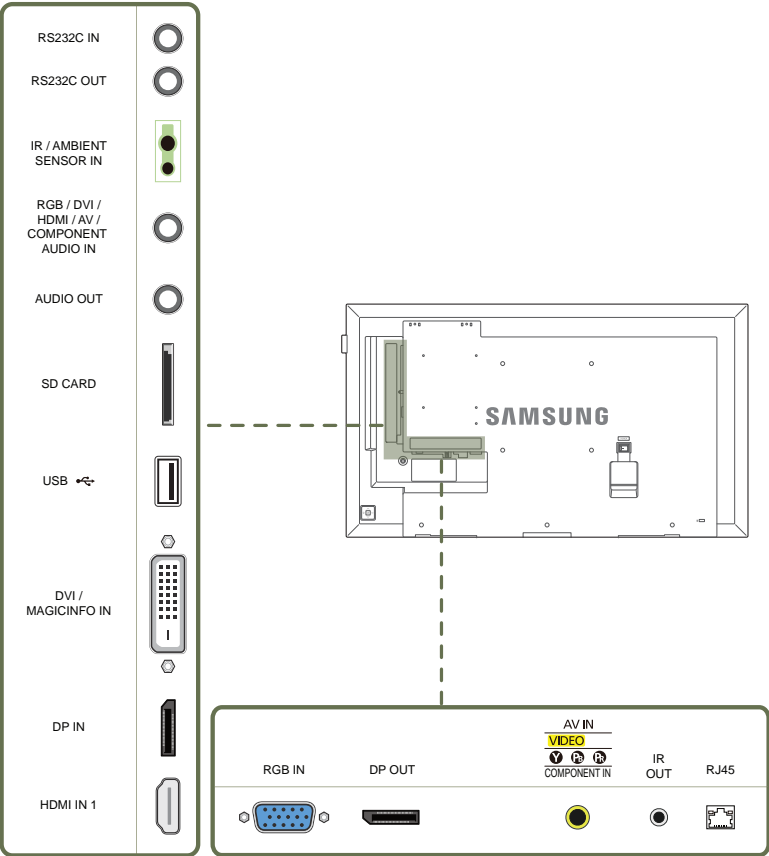 RS232C IN
RS232C OUT
IR / AMBIENT
SENSOR IN
RGB / DVI /
HDMI / AV /
COMPONENT
AUDIO IN
AUDIO OUT
SD CARD
USB
DVI /
MAGICINFO IN
DP IN
HDMI IN 1
SAMSUNG
RGB IN
DP OUT
AV IN
VIDEO
Y PB PR
COMPONENT IN
IR
OUT
RJ45